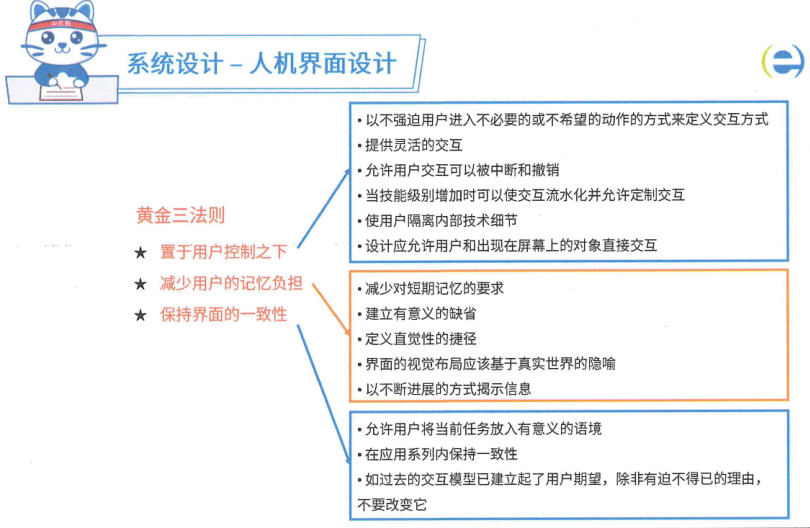 系统设计 – 人机界面设计
• 以不强迫用户进入不必要的或不希望的动作的方式来定义交互方式
• 提供灵活的交互
• 允许用户交互可以被中断和撤销
• 当技能级别增加时可以使交互流水化并允许定制交互
• 使用户隔离内部技术细节
• 设计应允许用户和出现在屏幕上的对象直接交互
黄金三法则
★ 置于用户控制之下
★ 减少用户的记忆负担
★ 保持界面的一致性
• 减少对短期记忆的要求
• 建立有意义的缺省
• 定义直觉性的捷径
• 界面的视觉布局应该基于真实世界的隐喻
• 以不断进展的方式揭示信息
• 允许用户将当前任务放入有意义的语境
• 在应用系列内保持一致性
• 如过去的交互模型已建立起了用户期望，除非有迫不得已的理由，
不要改变它